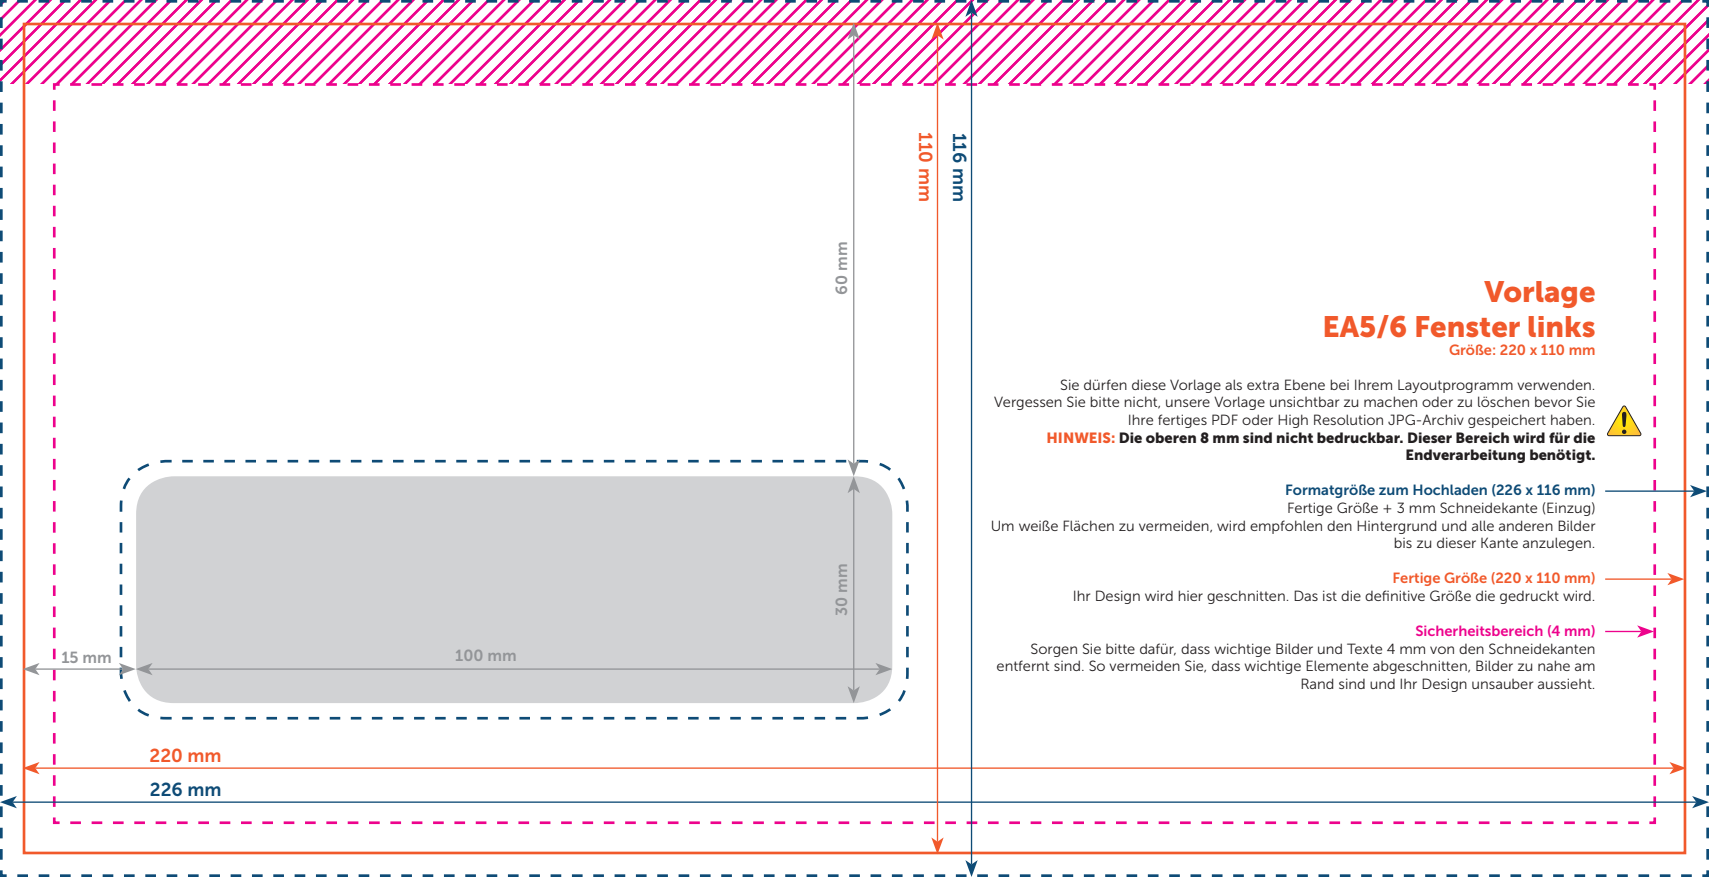 116 mm
110 mm
60 mm
Vorlage
EA5/6 Fenster links
Größe: 220 x 110 mm
Sie dürfen diese Vorlage als extra Ebene bei Ihrem Layoutprogramm verwenden.
Vergessen Sie bitte nicht, unsere Vorlage unsichtbar zu machen oder zu löschen bevor Sie
Ihre fertiges PDF oder High Resolution JPG-Archiv gespeichert haben.
HINWEIS: Die oberen 8 mm sind nicht bedruckbar. Dieser Bereich wird für die
Endverarbeitung benötigt.
Formatgröße zum Hochladen (226 x 116 mm)
Fertige Größe + 3 mm Schneidekante (Einzug)
Um weiße Flächen zu vermeiden, wird empfohlen den Hintergrund und alle anderen Bilder
bis zu dieser Kante anzulegen.
Fertige Größe (220 x 110 mm)
Ihr Design wird hier geschnitten. Das ist die definitive Größe die gedruckt wird.
Sicherheitsbereich (4 mm)
Sorgen Sie bitte dafür, dass wichtige Bilder und Texte 4 mm von den Schneidekanten
entfernt sind. So vermeiden Sie, dass wichtige Elemente abgeschnitten, Bilder zu nahe am
Rand sind und Ihr Design unsauber aussieht.
30 mm
15 mm
100 mm
220 mm
226 mm